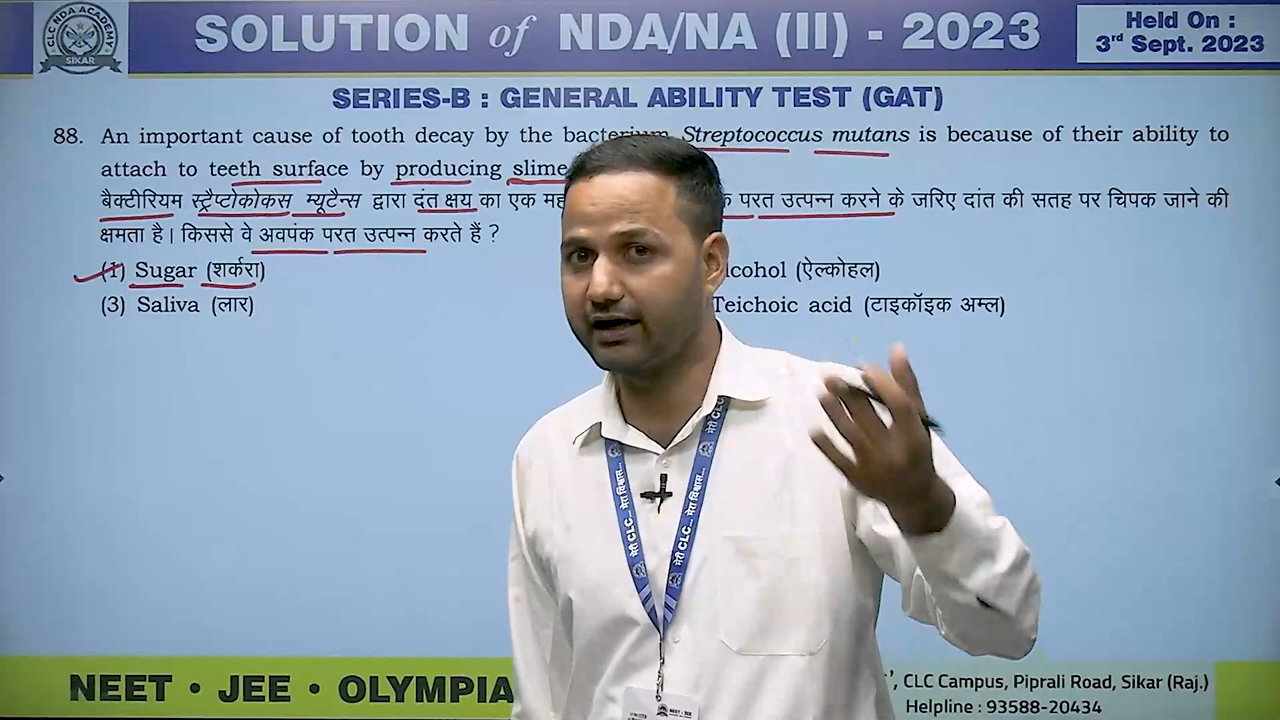 CLC NDA ACADEMY
SIKAR
SOLUTION of NDA/NA (II) - 2023
Held On :
3rd Sept. 2023
SERIES-B : GENERAL ABILITY TEST (GAT)
88. An important cause of tooth decay by the bacterium Streptococcus mutans is because of their ability to
attach to teeth surface by producing slime
बैक्टीरियम स्ट्रैप्टोकोकस म्यूटैन्स द्वारा दंत क्षय का एक परत उत्पन्न करने के जरिए दांत की सतह पर चिपक जाने की
क्षमता है। किससे वे अवपंक परत उत्पन्न करते हैं ?
(1) Sugar (शर्करा)
(ऐल्कोहल)
(3) Saliva (लार)
Teichoic acid (टाइकॉइक अम्ल)
मेरी CLC... मेरा विश्वास...
मेरी CLC... मेरा विश्वास...
NEET • JEE
NEET • JEE •
CLC Campus, Piprali Road, Sikar (Raj.)
Helpline : 93588-20434